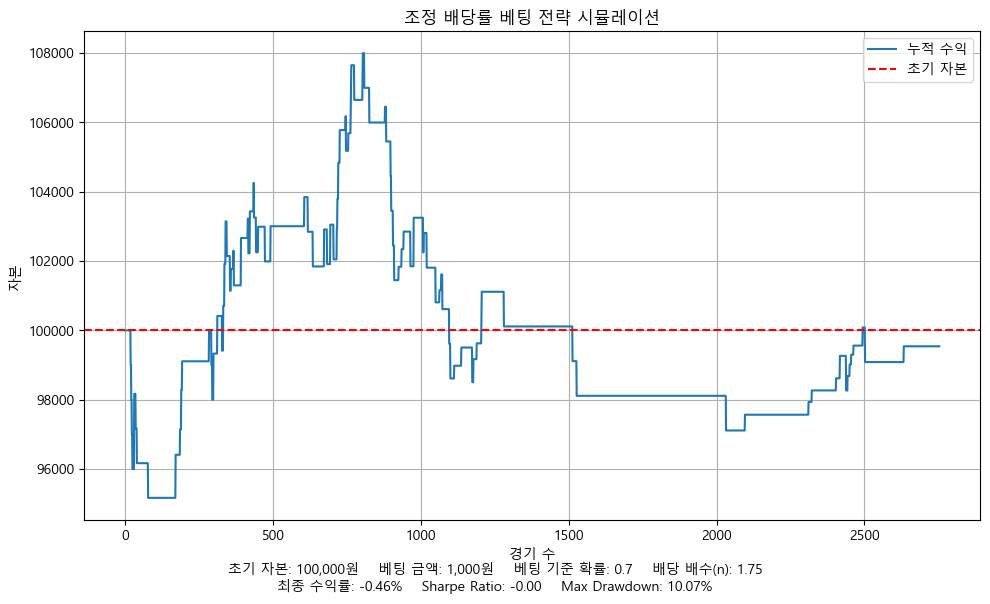 조정 배당률 베팅 전략 시뮬레이션
누적 수익
초기 자본
자본
108000
106000
104000
102000
100000
98000
96000
0 500 1000 1500 2000 2500
경기 수
초기 자본: 100,000원 베팅 금액: 1,000원 베팅 기준 확률: 0.7 배당 배수(n): 1.75
최종 수익률: -0.46% Sharpe Ratio: -0.00 Max Drawdown: 10.07%